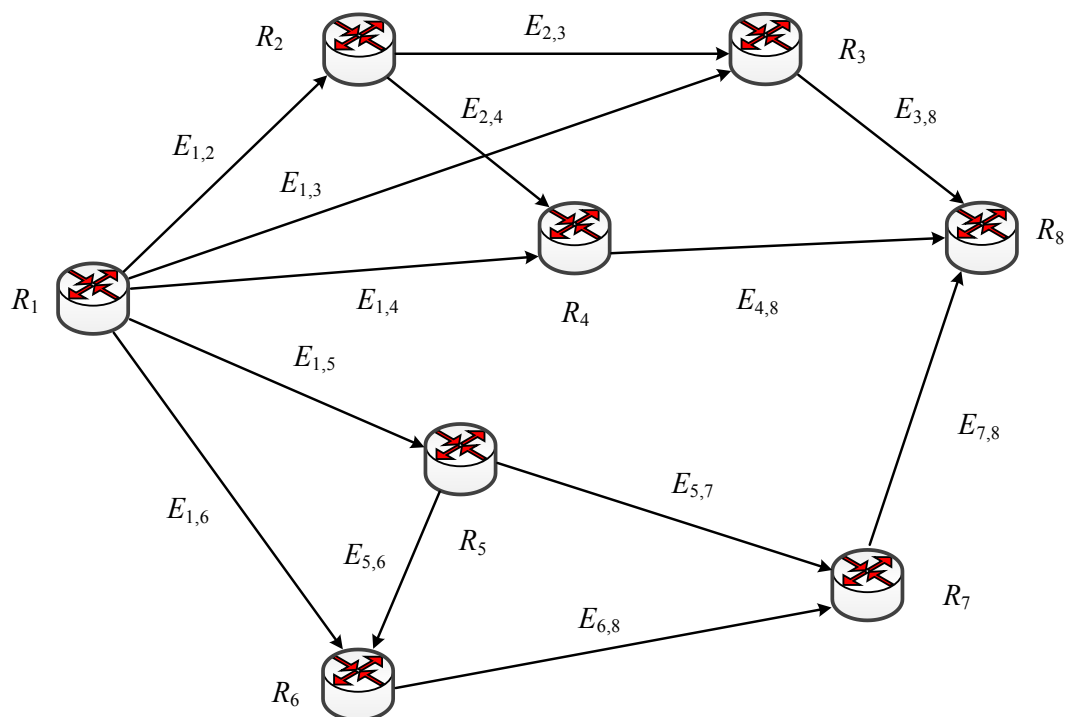 R2
E2,3
R3
E2,4
E3,8
E1,2
E1,3
R8
R1
E1,4
R4
E4,8
E1,5
E7,8
E1,6
E5,7
R5
E5,6
R7
E6,8
R6